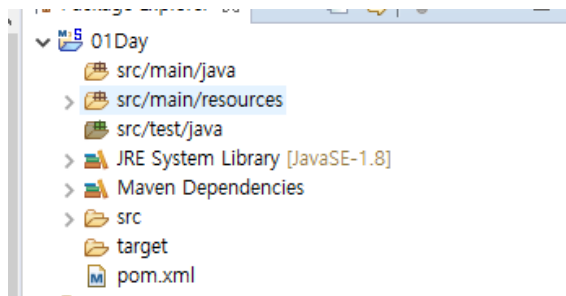 01Day
src/main/java
src/main/resources
src/test/java
JRE System Library [JavaSE-1.8]
Maven Dependencies
src
target
pom.xml